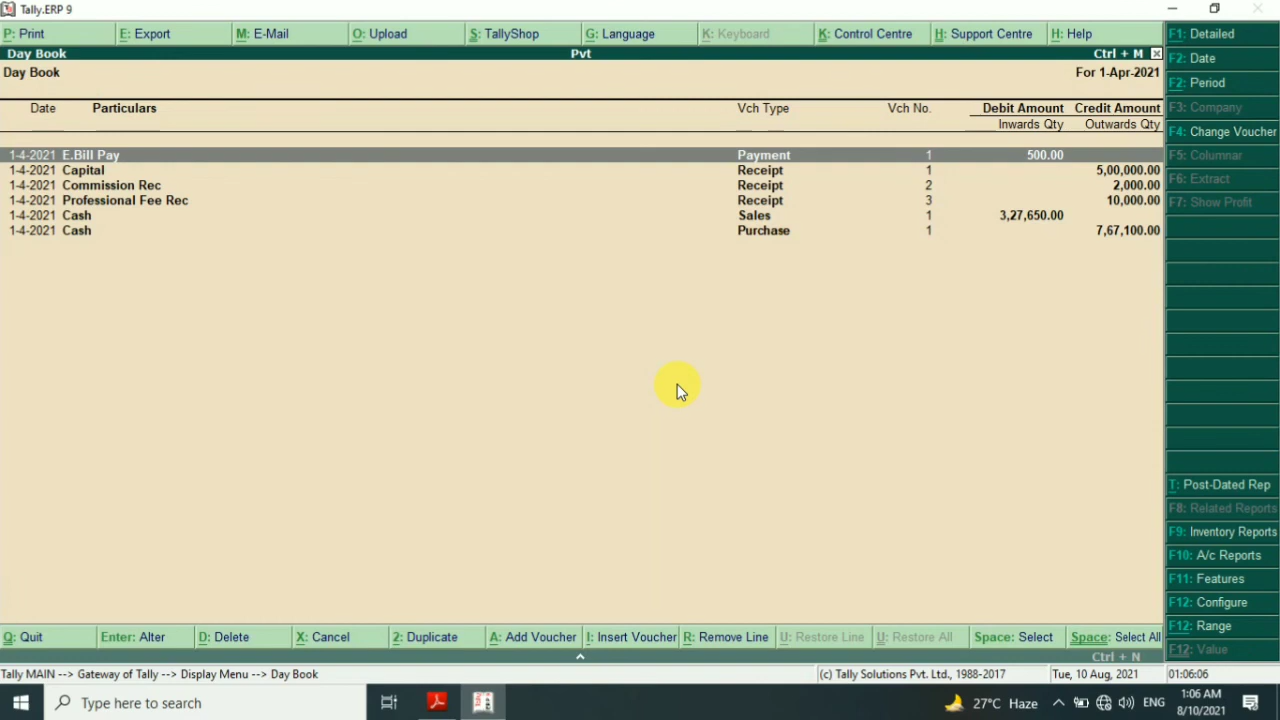 Tally.ERP 9
P: Print E: Export M: E-Mail O: Upload S: TallyShop G: Language K: Keyboard K: Control Centre H: Support Centre H: Help
Day Book Pvt Ctrl + M
Day Book For 1-Apr-2021
Date Particulars Vch Type Vch No. Debit Amount Credit Amount
Inwards Qty Outwards Qty
1-4-2021 E.Bill Pay Payment 1 500.00
1-4-2021 Capital Receipt 1 5,00,000.00
1-4-2021 Commission Rec Receipt 2 2,000.00
1-4-2021 Professional Fee Rec Receipt 3 10,000.00
1-4-2021 Cash Sales 1 3,27,650.00
1-4-2021 Cash Purchase 1 7,67,100.00
F1: Detailed
F2: Date
F2: Period
F3: Company
F4: Change Voucher
F5: Columnar
F6: Extract
F7: Show Profit
T: Post-Dated Rep
F8: Related Reports
F9: Inventory Reports
F10: A/c Reports
F11: Features
F12: Configure
F12: Range
F12: Value
Q: Quit Enter: Alter D: Delete X: Cancel 2: Duplicate A: Add Voucher I: Insert Voucher R: Remove Line U: Restore Line U: Restore All Space: Select Space: Select All
Ctrl + N
Tally MAIN --> Gateway of Tally --> Display Menu --> Day Book (c) Tally Solutions Pvt. Ltd., 1988-2017 Tue, 10 Aug, 2021 01:06:06
Type here to search 27°C Haze ENG 1:06 AM
8/10/2021